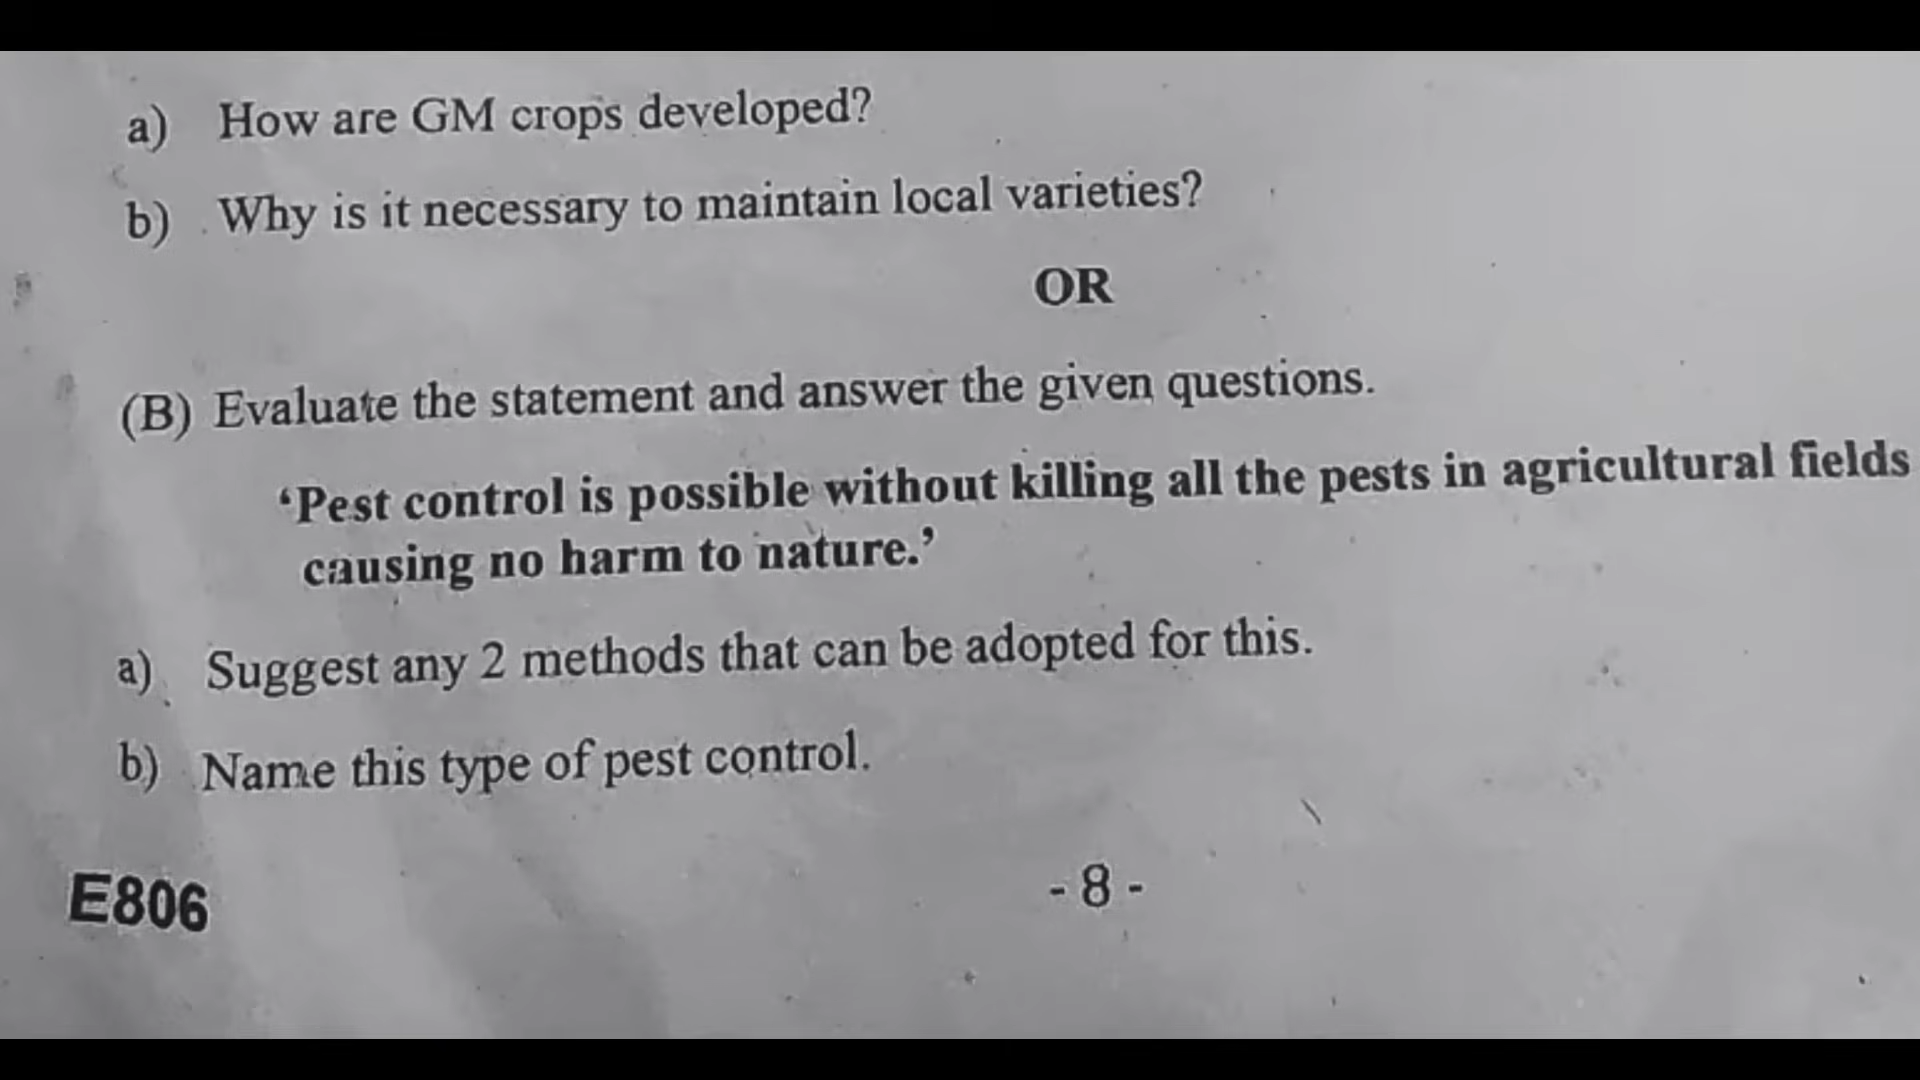 a) How are GM crops developed?
b) Why is it necessary to maintain local varieties?
OR
(B) Evaluate the statement and answer the given questions.
‘Pest control is possible without killing all the pests in agricultural fields
causing no harm to nature.’
a) Suggest any 2 methods that can be adopted for this.
b) Name this type of pest control.
E806
- 8 -